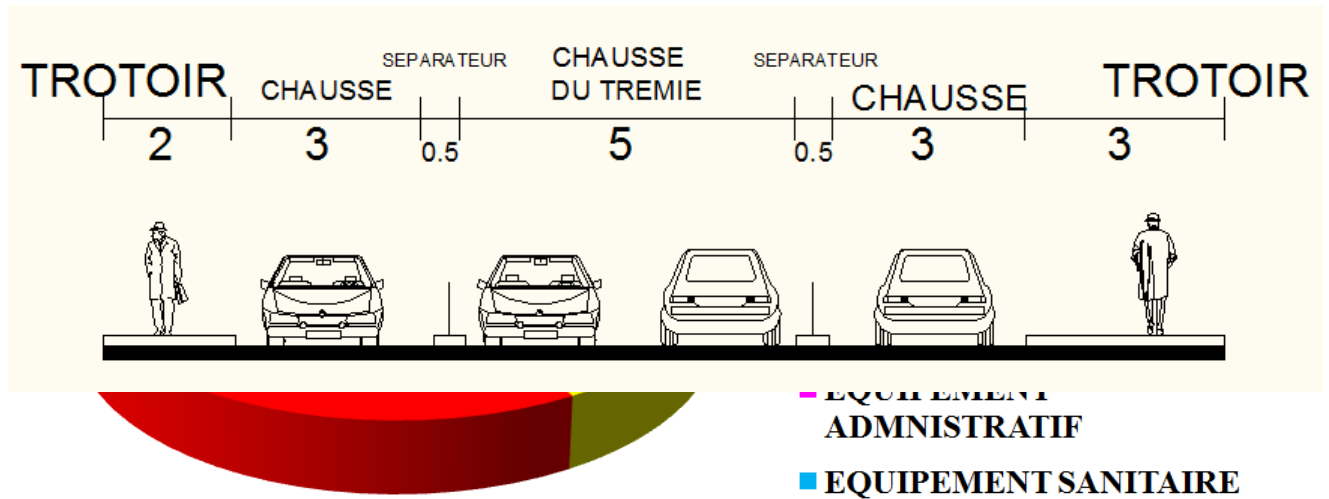 TROTOIR
CHAUSSE
SEPARATEUR
CHAUSSE
DU TREMIE
SEPARATEUR
CHAUSSE
TROTOIR
2
3
0.5
5
0.5
3
3
EQUIPEMENT
ADMNISTRATIF
EQUIPEMENT SANITAIRE